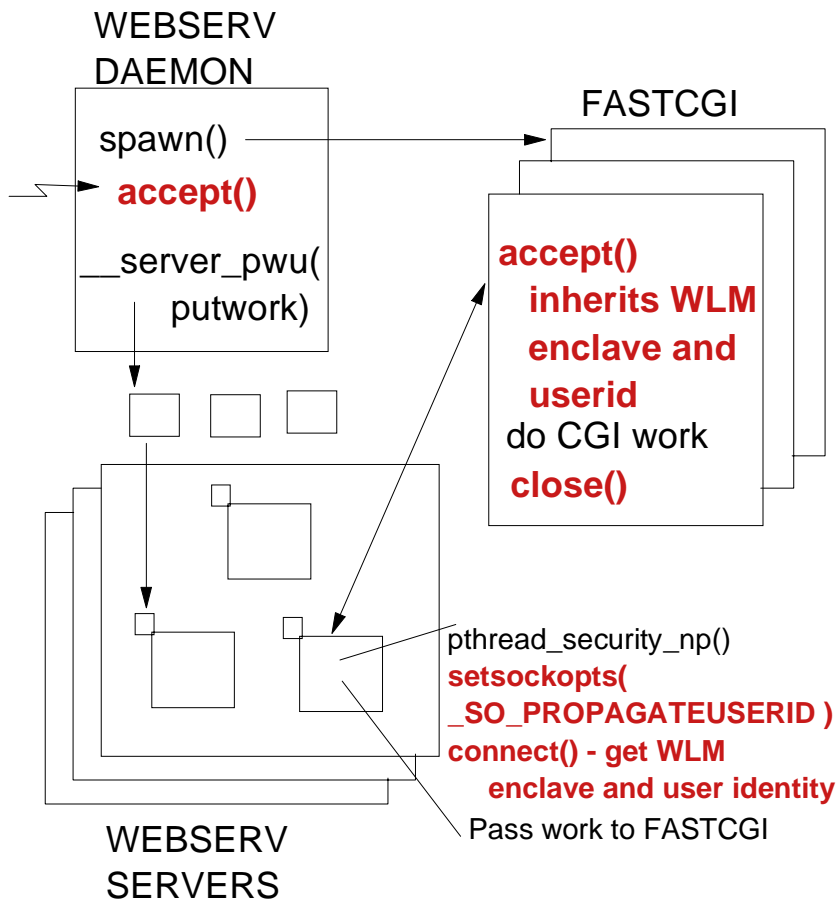 WEBSERV
DAEMON
spawn()
accept()
__server_pwu(
putwork)
FASTCGI
accept()
inherits WLM
enclave and
userid
do CGI work
close()
pthread_security_np()
setsockopts(
_SO_PROPAGATEUSERID )
connect() - get WLM
enclave and user identity
Pass work to FASTCGI
WEBSERV
SERVERS